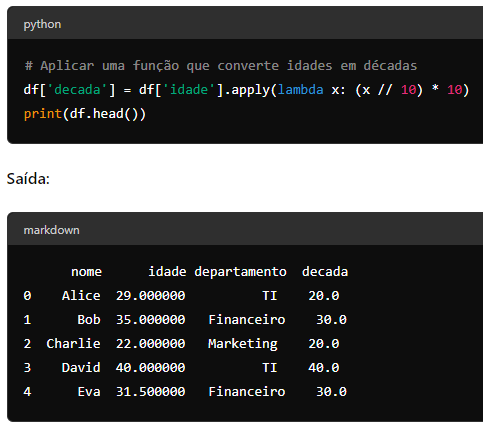 python
# Aplicar uma função que converte idades em décadas
df['decada'] = df['idade'].apply(lambda x: (x // 10) * 10)
print(df.head())
Saída:
markdown
nome idade departamento decada
0 Alice 29.000000 TI 20.0
1 Bob 35.000000 Financeiro 30.0
2 Charlie 22.000000 Marketing 20.0
3 David 40.000000 TI 40.0
4 Eva 31.500000 Financeiro 30.0